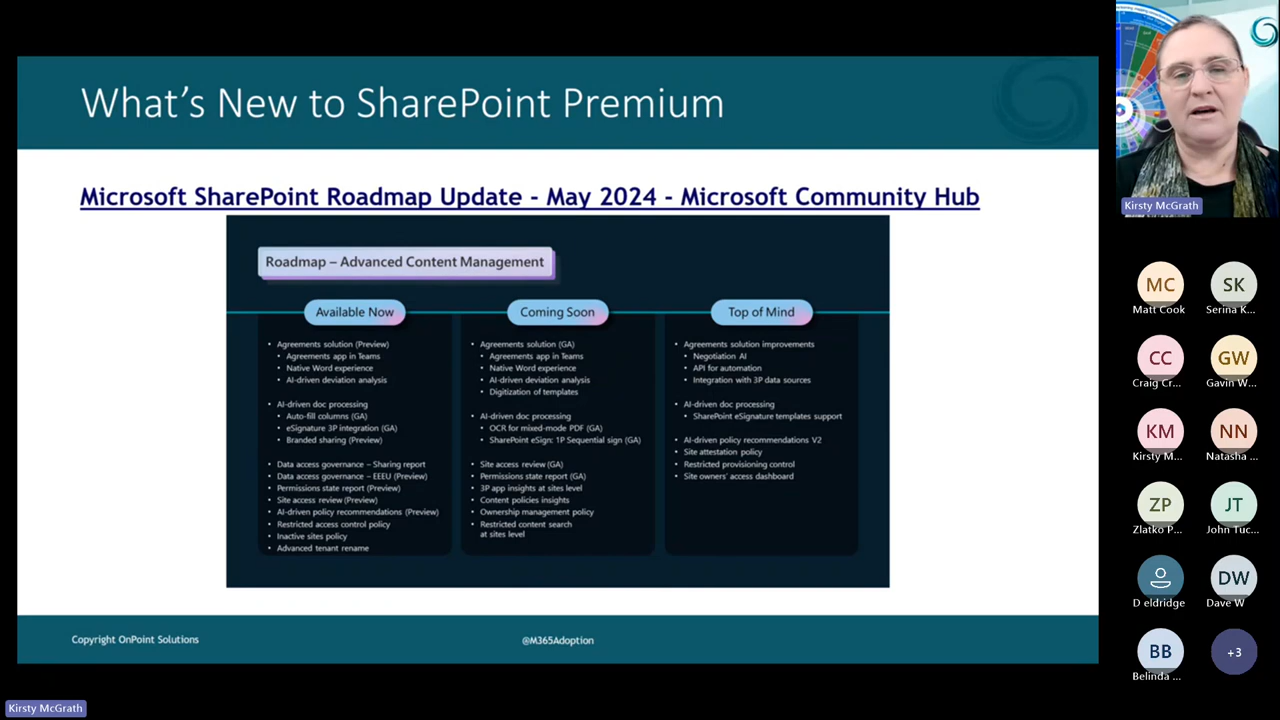 What's New to SharePoint Premium
Microsoft SharePoint Roadmap Update - May 2024 - Microsoft Community Hub
Roadmap – Advanced Content Management
Available Now
• Agreements solution (Preview)
• Agreements app in Teams
• Native Word experience
• AI-driven deviation analysis
• AI-driven doc processing
• Auto-fill columns (GA)
• eSignature 3P integration (GA)
• Branded sharing (Preview)
• Data access governance – Sharing report
• Data access governance – EEEU (Preview)
• Permissions state report (Preview)
• Site access review (Preview)
• AI-driven policy recommendations (Preview)
• Restricted access control policy
• Inactive sites policy
• Advanced tenant rename
Coming Soon
• Agreements solution (GA)
• Agreements app in Teams
• Native Word experience
• AI-driven deviation analysis
• Digitization of templates
• AI-driven doc processing
• OCR for mixed-mode PDF (GA)
• SharePoint eSign: 1P Sequential sign (GA)
• Site access review (GA)
• Permissions state report (GA)
• 3P app insights at sites level
• Content policies insights
• Ownership management policy
• Restricted content search
at sites level
Top of Mind
• Agreements solution improvements
• Negotiation AI
• API for automation
• Integration with 3P data sources
• AI-driven doc processing
• SharePoint eSignature templates support
• AI-driven policy recommendations V2
• Site attestation policy
• Restricted provisioning control
• Site owners' access dashboard
Copyright OnPoint Solutions
@M365Adoption
Kirsty McGrath
Kirsty McGrath
MC
Matt Cook
SK
Serina K...
CC
Craig Cr...
GW
Gavin W...
KM
Kirsty M...
NN
Natasha ...
ZP
Zlatko P...
JT
John Tuc...
D eldridge
DW
Dave W
BB
Belinda ...
+3